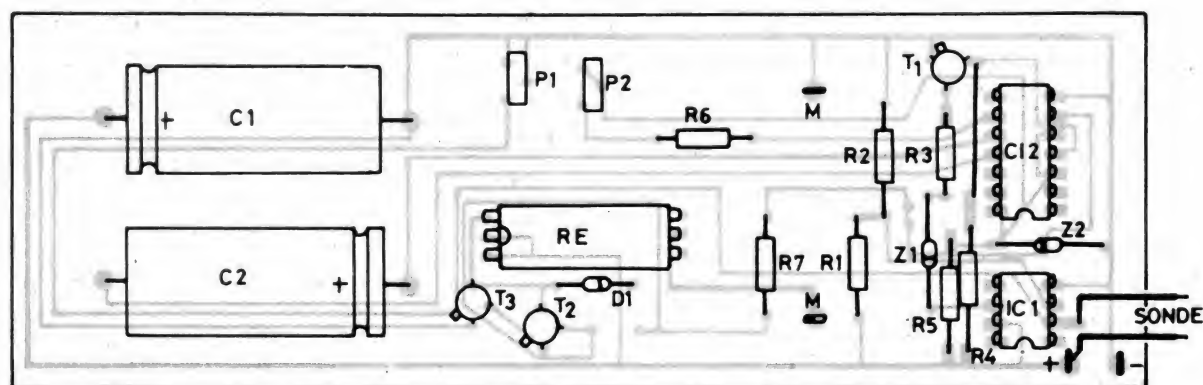 C1
+
P1
P2
R6
M
T1
R2
R3
CI2
C2
+
RE
T3
T2
D1
R7
M
R1
Z1
Z2
R5
R4
IC1
SONDE
+
-